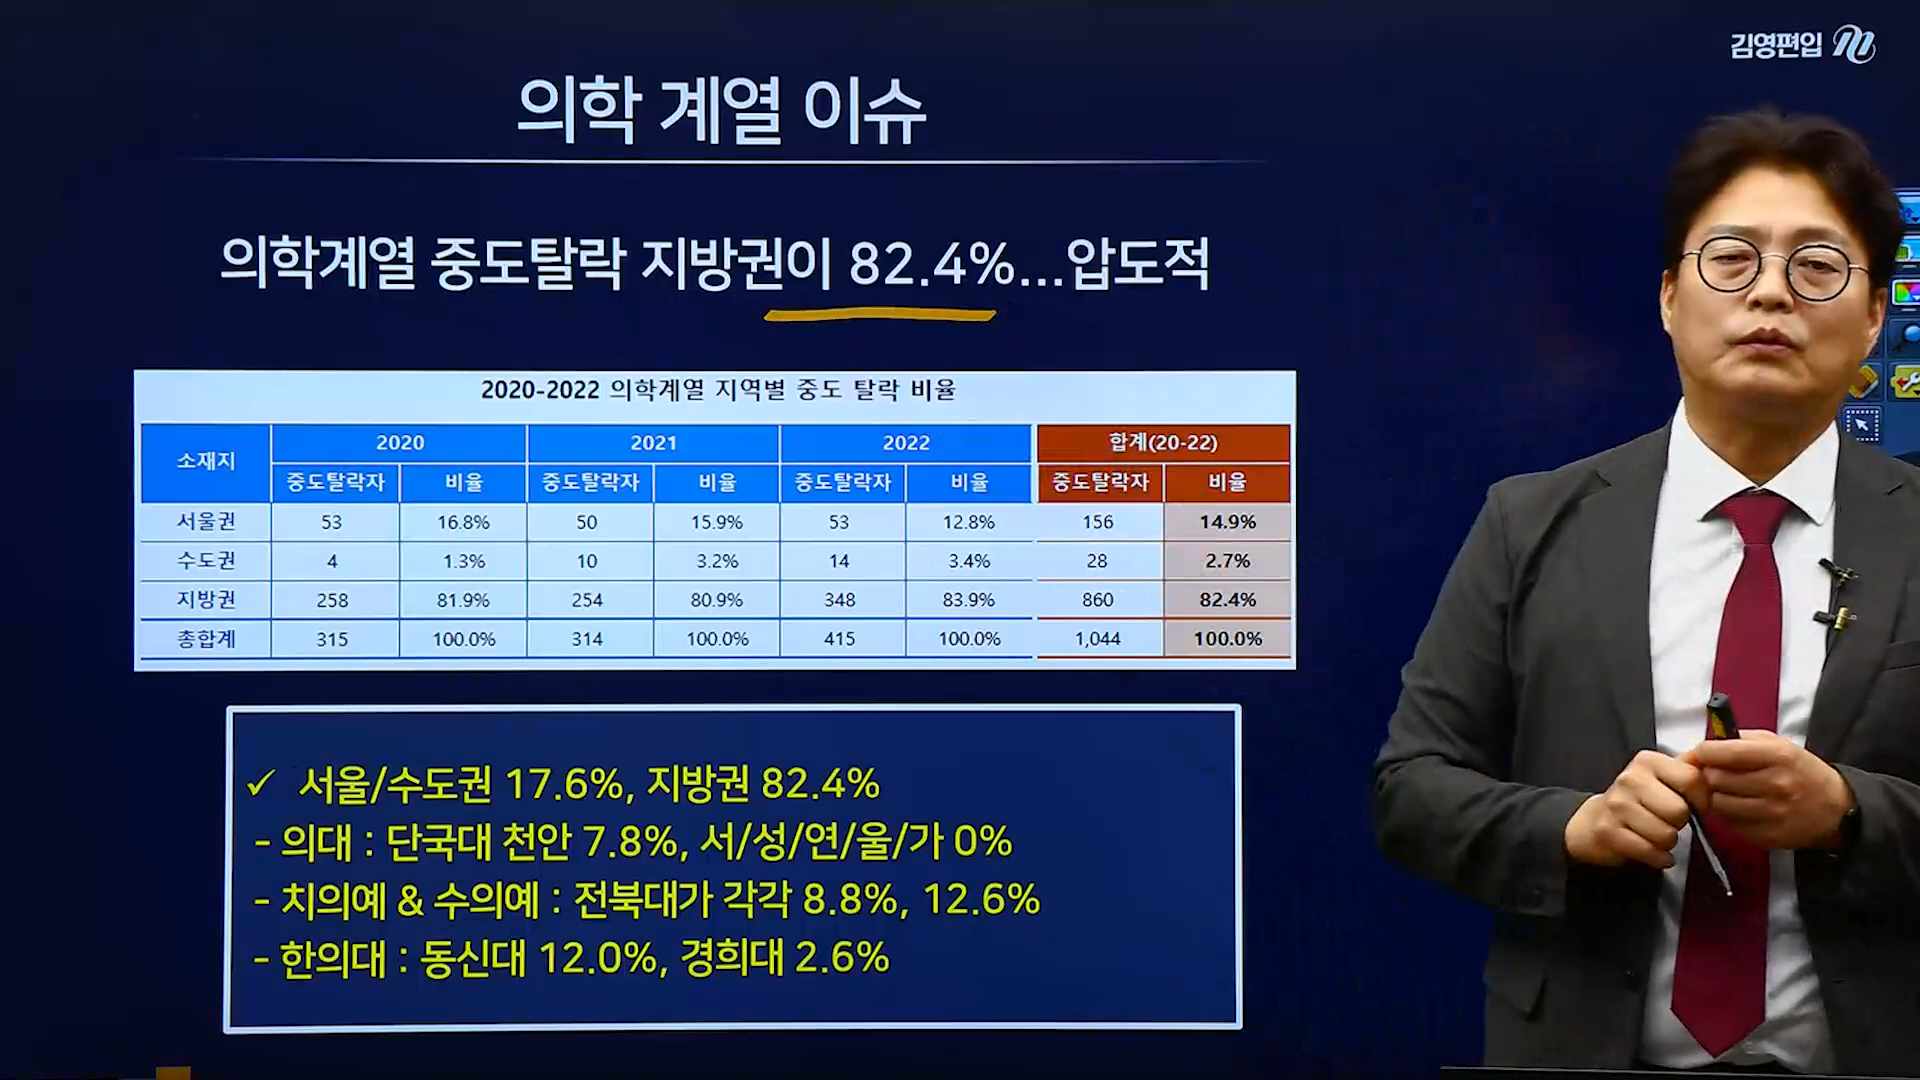 김영편입
의학 계열 이슈
의학계열 중도탈락 지방권이 82.4%...압도적
2020-2022 의학계열 지역별 중도 탈락 비율
소재지 2020 2021 2022 합계(20-22)
중도탈락자 비율 중도탈락자 비율 중도탈락자 비율 중도탈락자 비율
서울권 53 16.8% 50 15.9% 53 12.8% 156 14.9%
수도권 4 1.3% 10 3.2% 14 3.4% 28 2.7%
지방권 258 81.9% 254 80.9% 348 83.9% 860 82.4%
총합계 315 100.0% 314 100.0% 415 100.0% 1,044 100.0%
✓ 서울/수도권 17.6%, 지방권 82.4%
- 의대 : 단국대 천안 7.8%, 서/성/연/울/가 0%
- 치의예 & 수의예 : 전북대가 각각 8.8%, 12.6%
- 한의대 : 동신대 12.0%, 경희대 2.6%